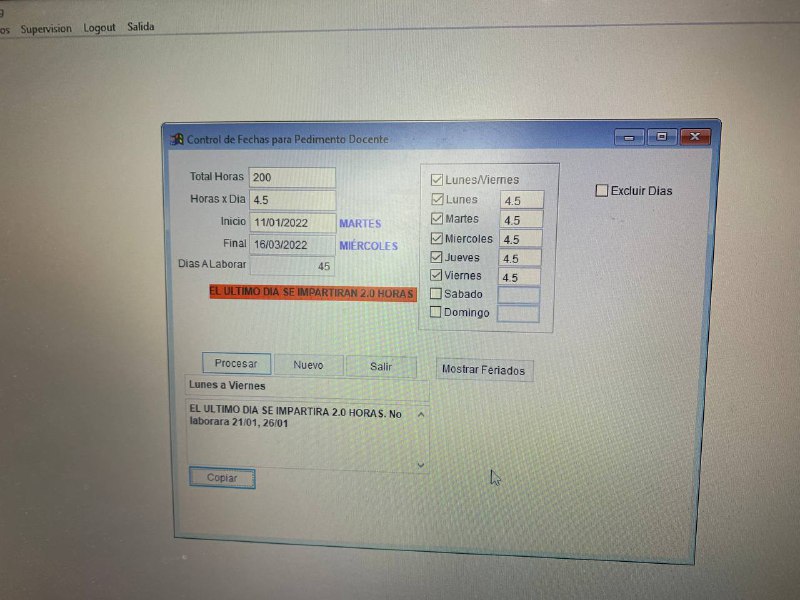 Supervision Logout Salida
Control de Fechas para Pedimento Docente
Total Horas 200
Horas x Dia 4.5
Inicio 11/01/2022 MARTES
Final 16/03/2022 MIÉRCOLES
Dias A Laborar 45
EL ULTIMO DIA SE IMPARTIRAN 2.0 HORAS
Lunes/Viernes
Lunes 4.5
Martes 4.5
Miercoles 4.5
Jueves 4.5
Viernes 4.5
Sabado
Domingo
Excluir Dias
Procesar Nuevo Salir Mostrar Feriados
Lunes a Viernes
EL ULTIMO DIA SE IMPARTIRA 2.0 HORAS. No
laborara 21/01, 26/01
Copiar